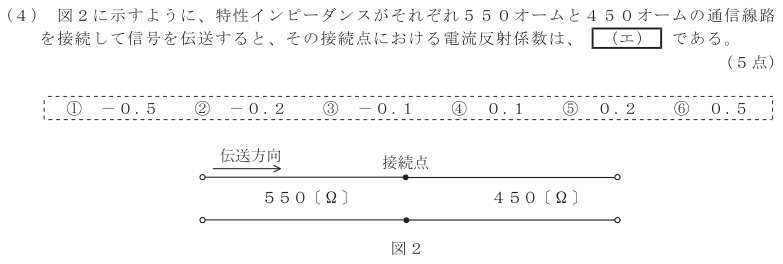 (4) 図2に示すように、特性インピーダンスがそれぞれ550オームと450オームの通信線路
を接続して信号を伝送すると、その接続点における電流反射係数は、 (エ) である。
(5点)
① -0.5 ② -0.2 ③ -0.1 ④ 0.1 ⑤ 0.2 ⑥ 0.5
伝送方向
接続点
550〔Ω〕 450〔Ω〕
図2